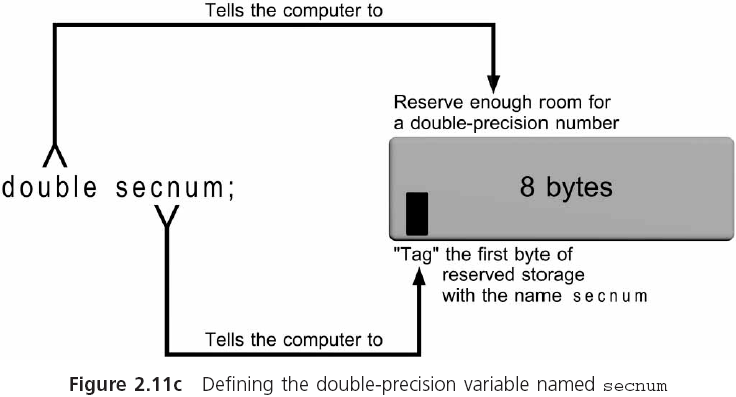 Tells the computer to
Reserve enough room for
a double-precision number
double secnum;
8 bytes
"Tag" the first byte of
reserved storage
with the name secnum
Tells the computer to
Figure 2.11c Defining the double-precision variable named secnum